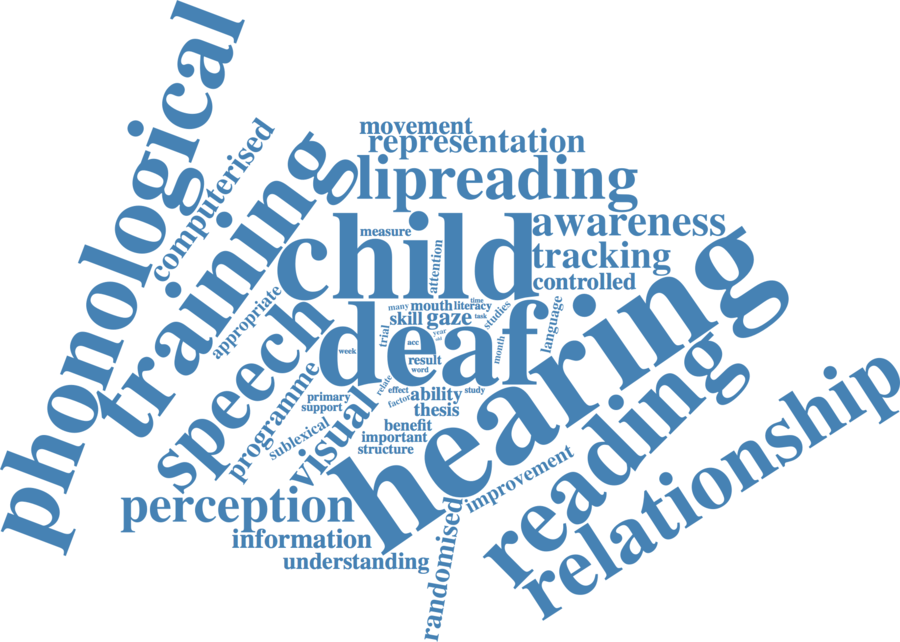 phonological
computerised
training
movement
representation
lipreading
child
measure
attention
awareness
tracking
controlled
hearing
appropriate
speech
deaf
many
mouth
literacy
time
skill
gaze
task
studies
language
trial
year
old
acc
month
week
result
word
relate
effect
study
factor
ability
thesis
primary
support
programme
sublexical
visual
benefit
important
structure
reading
relationship
improvement
perception
information
understanding
randomised